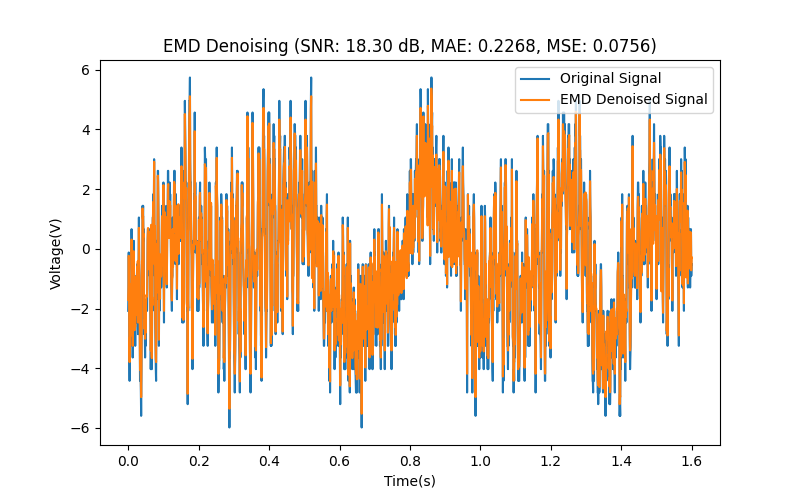 EMD Denoising (SNR: 18.30 dB, MAE: 0.2268, MSE: 0.0756)
Original Signal
EMD Denoised Signal
6
4
2
0
−2
−4
−6
Voltage(V)
0.0 0.2 0.4 0.6 0.8 1.0 1.2 1.4 1.6
Time(s)